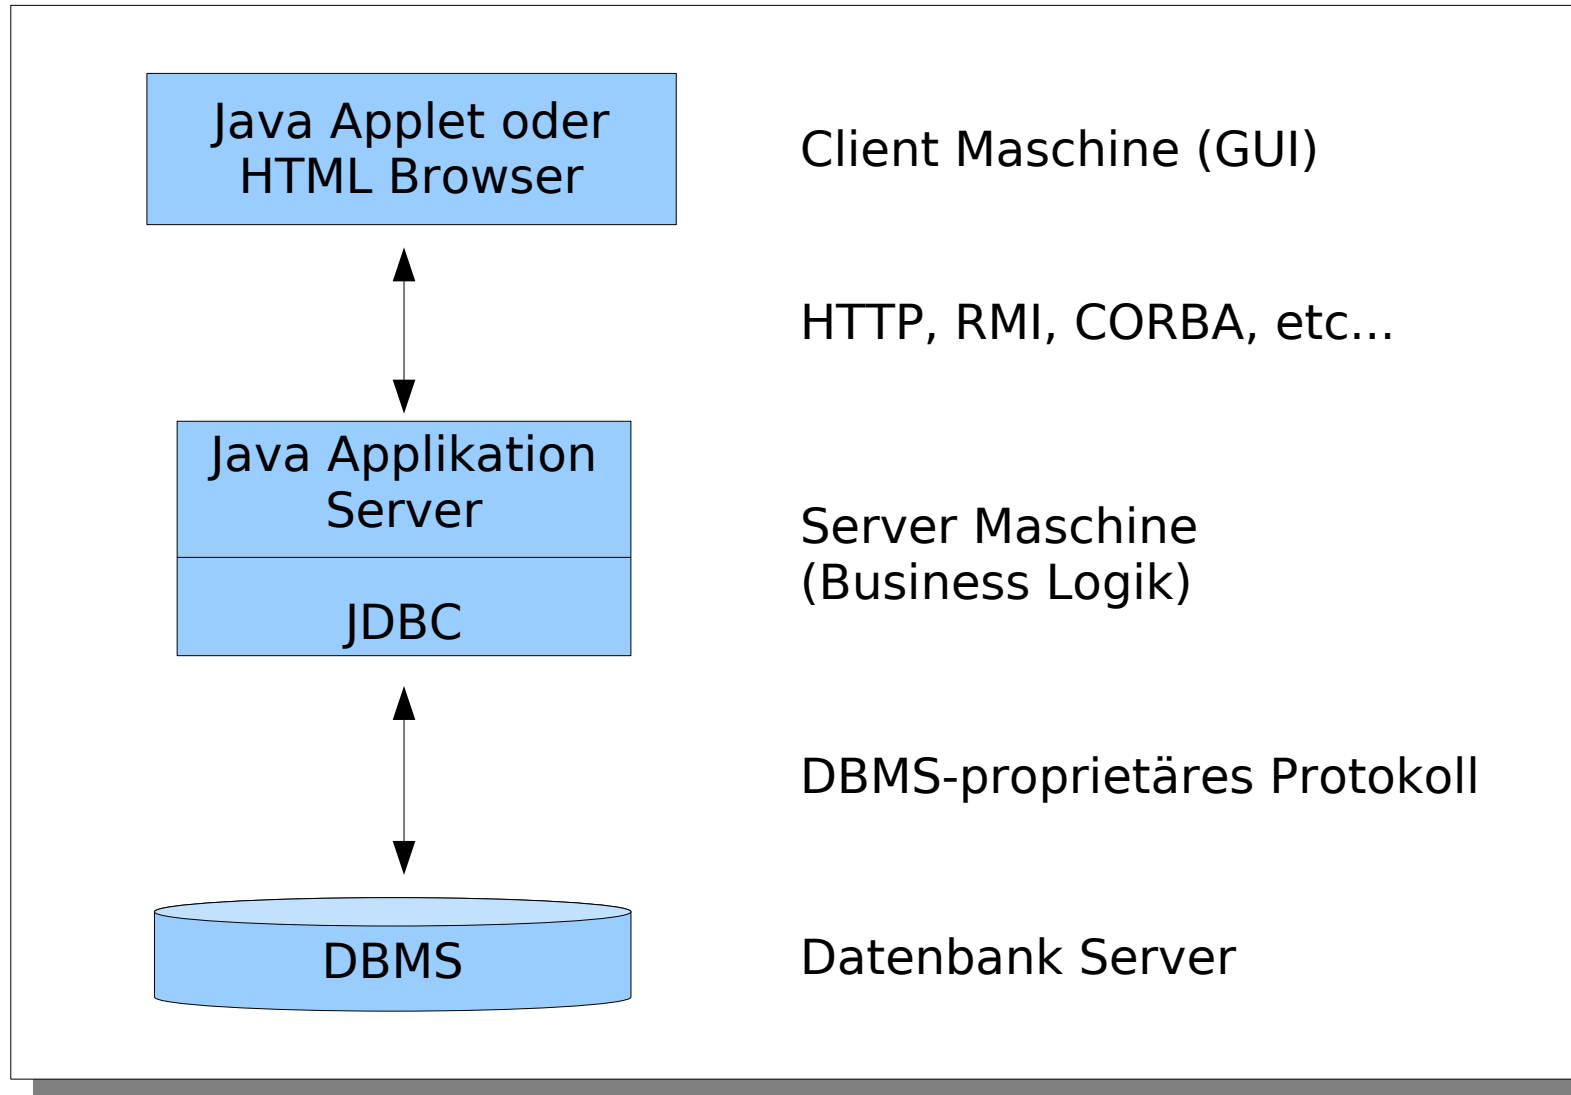 Java Applet oder
HTML Browser
Client Maschine (GUI)
HTTP, RMI, CORBA, etc...
Java Applikation
Server
JDBC
Server Maschine
(Business Logik)
DBMS-proprietäres Protokoll
DBMS
Datenbank Server